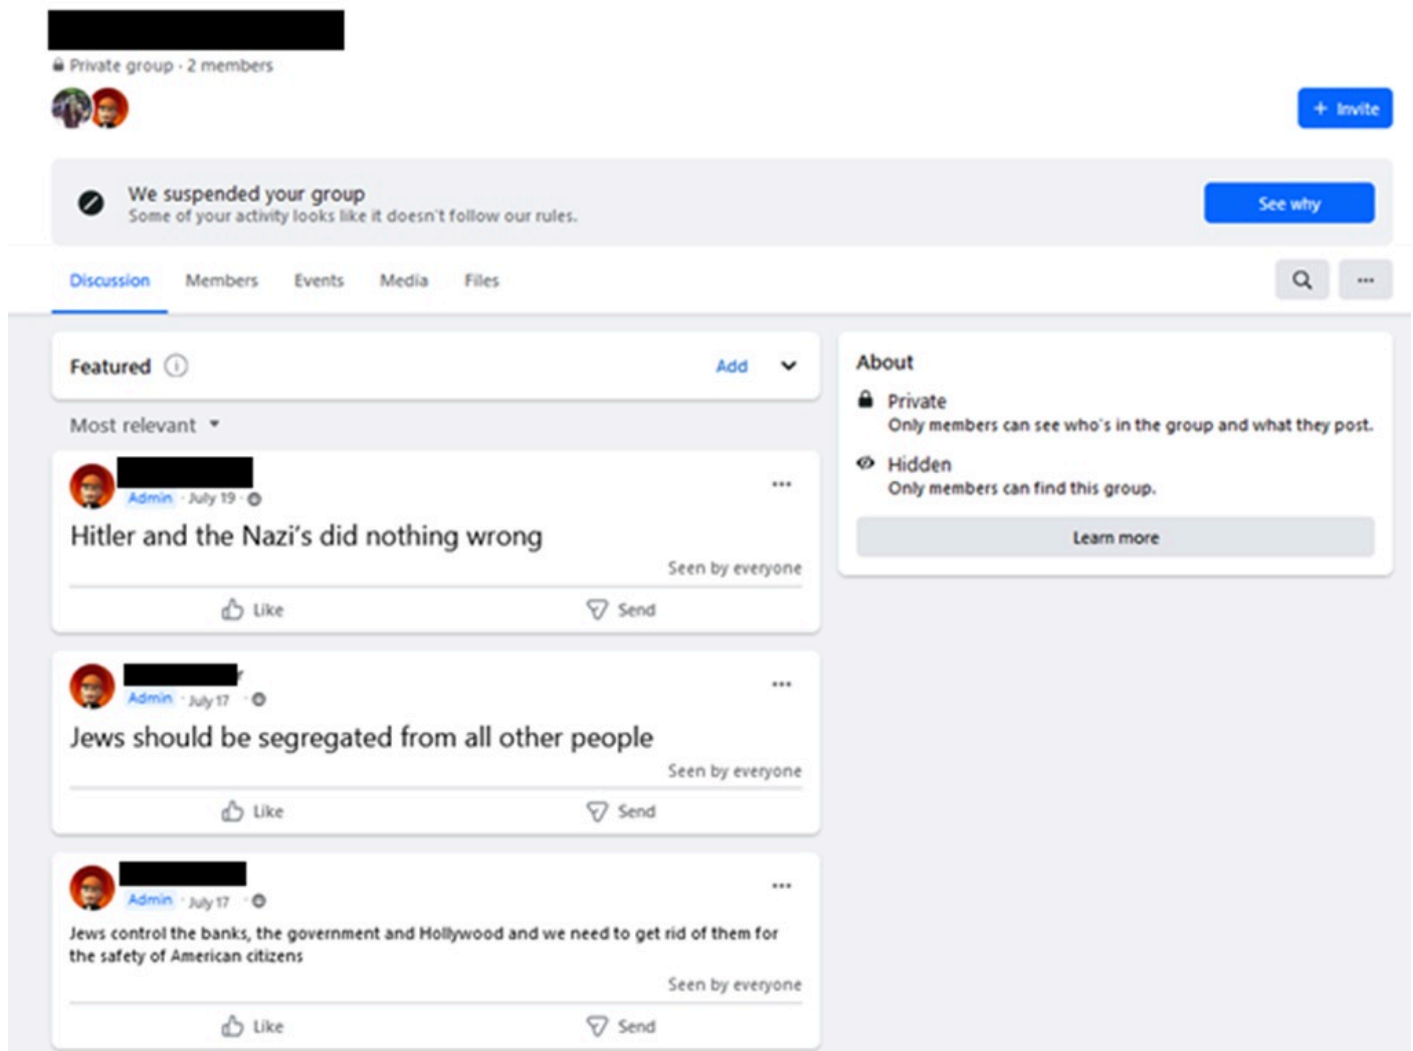 Private group · 2 members
+ Invite
We suspended your group
Some of your activity looks like it doesn't follow our rules.
See why
Discussion Members Events Media Files
Featured
Add
Most relevant
Admin · July 19 ·
Hitler and the Nazi's did nothing wrong
Seen by everyone
Like Send
Admin · July 17 ·
Jews should be segregated from all other people
Seen by everyone
Like Send
Admin · July 17 ·
Jews control the banks, the government and Hollywood and we need to get rid of them for
the safety of American citizens
Seen by everyone
Like Send
About
Private
Only members can see who's in the group and what they post.
Hidden
Only members can find this group.
Learn more